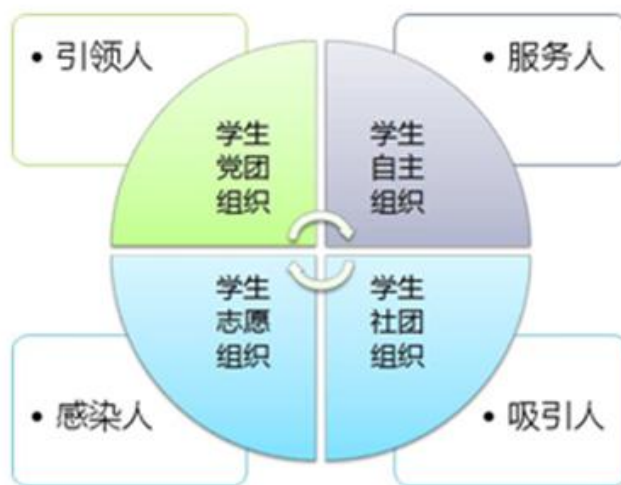 • 引领人
• 服务人
学生
党团
组织
学生
自主
组织
学生
志愿
组织
学生
社团
组织
• 感染人
• 吸引人